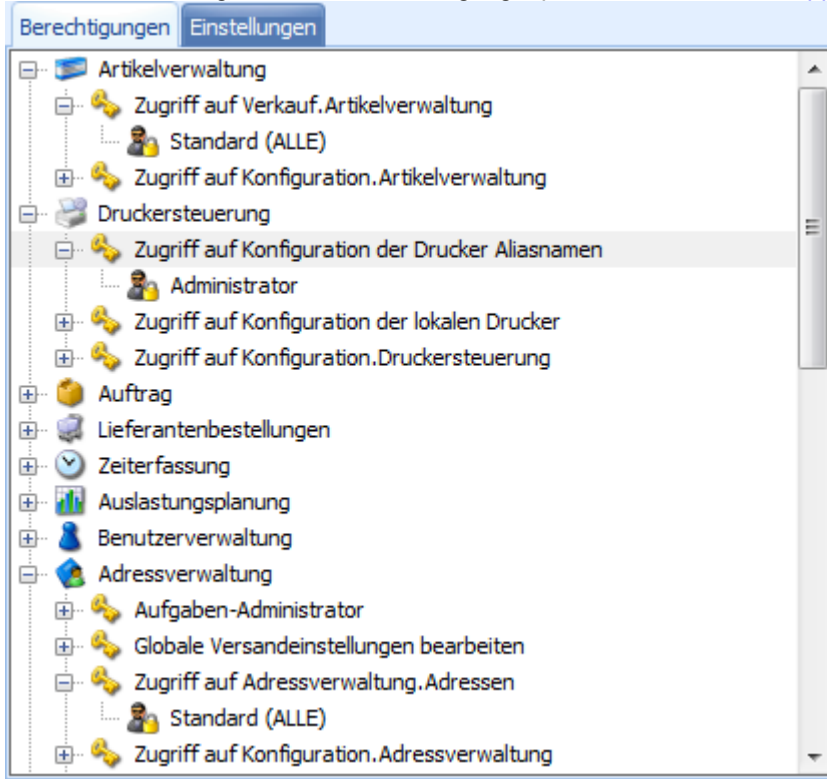 Berechtigungen Einstellungen
Artikelverwaltung
Zugriff auf Verkauf.Artikelverwaltung
Standard (ALLE)
Zugriff auf Konfiguration.Artikelverwaltung
Druckersteuerung
Zugriff auf Konfiguration der Drucker Aliasnamen
Administrator
Zugriff auf Konfiguration der lokalen Drucker
Zugriff auf Konfiguration.Druckersteuerung
Auftrag
Lieferantenbestellungen
Zeiterfassung
Auslastungsplanung
Benutzerverwaltung
Adressverwaltung
Aufgaben-Administrator
Globale Versandeinstellungen bearbeiten
Zugriff auf Adressverwaltung.Adressen
Standard (ALLE)
Zugriff auf Konfiguration.Adressverwaltung